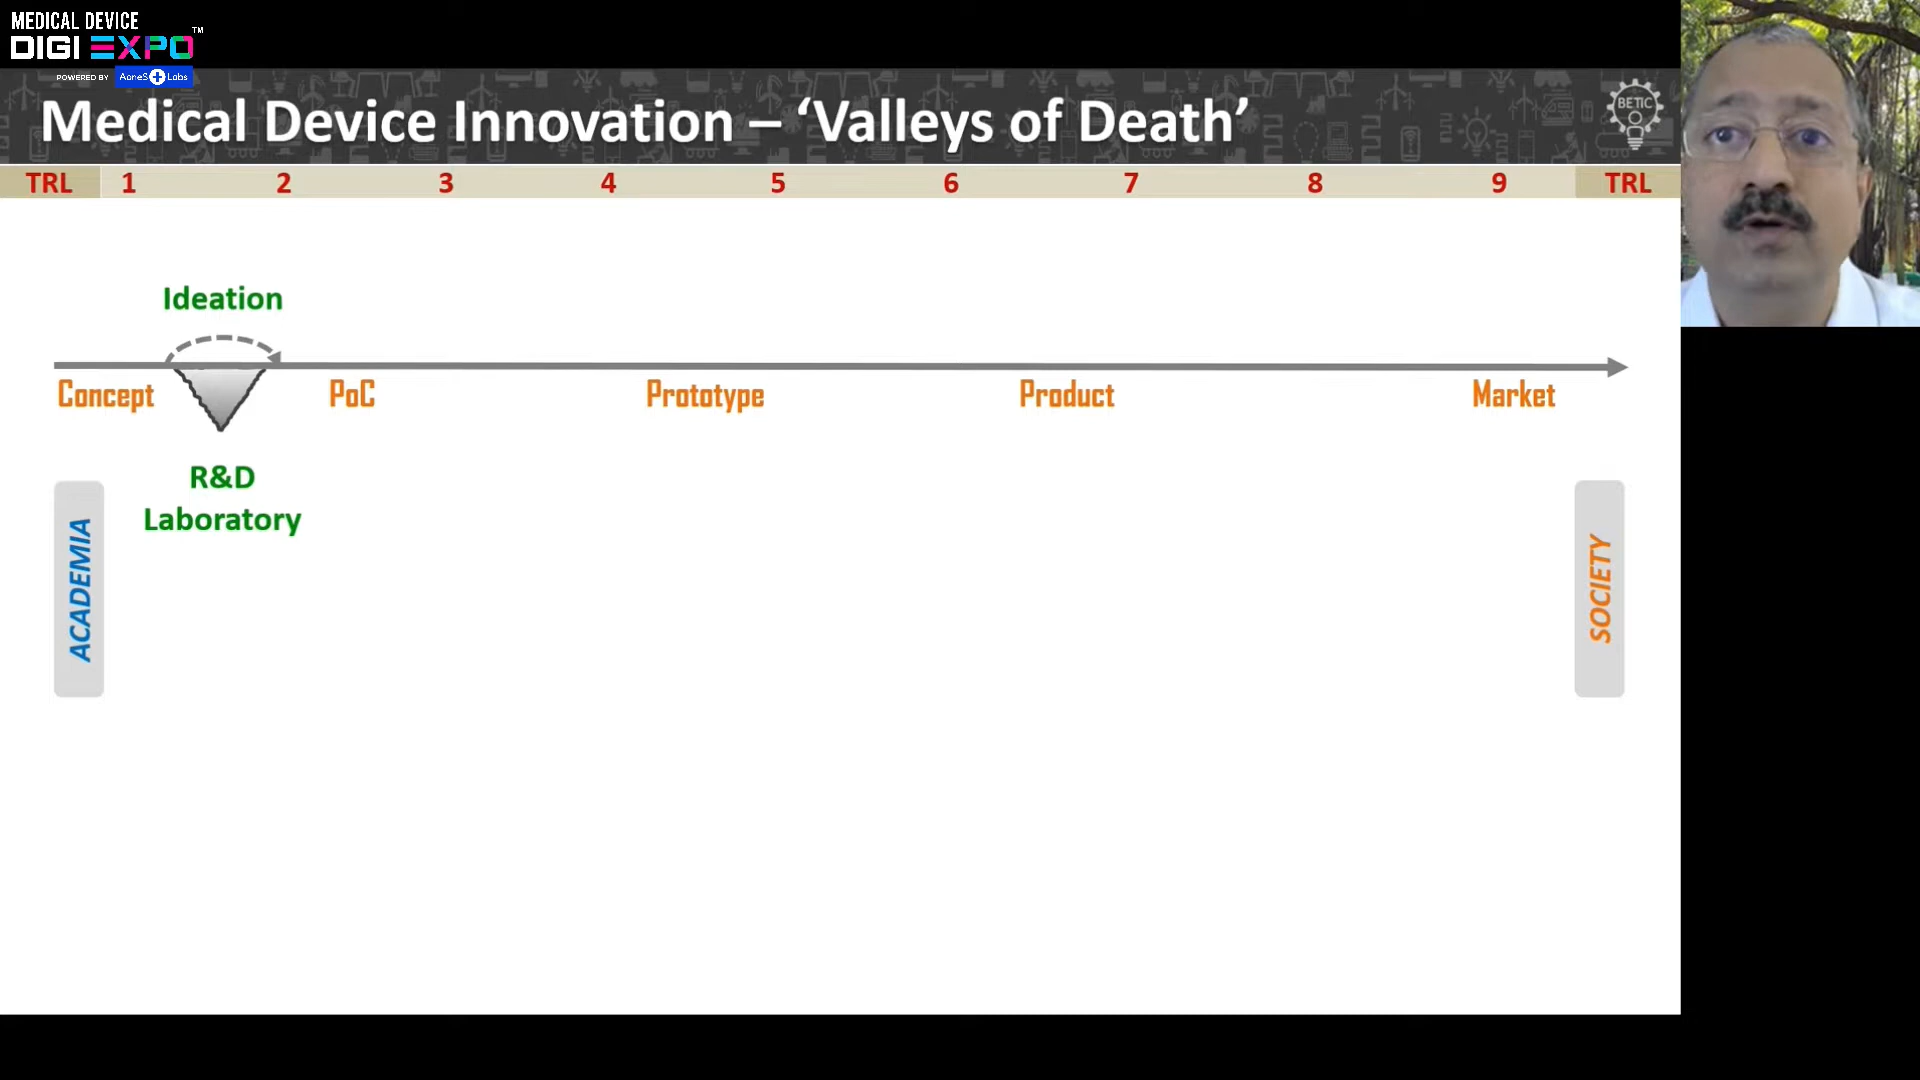 MEDICAL DEVICE
DIGI EXPO™
POWERED BY AoneS Labs
Medical Device Innovation – ‘Valleys of Death’
BETIC
TRL 1 2 3 4 5 6 7 8 9 TRL
Ideation
Concept PoC Prototype Product Market
R&D
Laboratory
ACADEMIA
SOCIETY